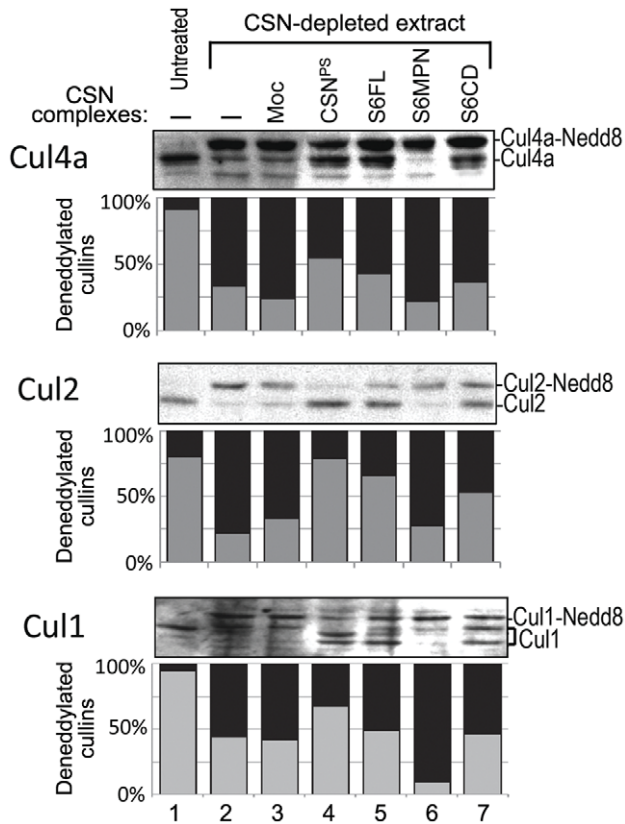 CSN-depleted extract
CSN complexes:
Untreated
–
–
Moc
CSNPS
S6FL
S6MPN
S6CD
Cul4a
Cul4a-Nedd8
Cul4a
100%
50%
0%
Deneddylated cullins
Cul2
Cul2-Nedd8
Cul2
100%
50%
0%
Deneddylated cullins
Cul1
Cul1-Nedd8
Cul1
100%
50%
0%
Deneddylated cullins
1 2 3 4 5 6 7